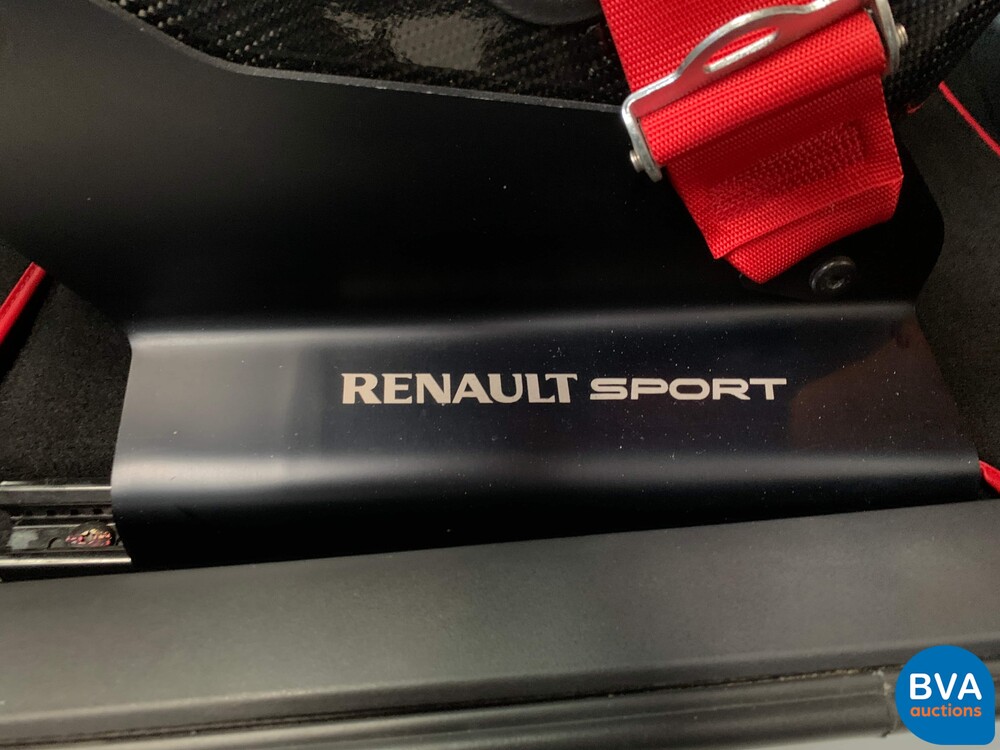 RENAULT SPORT
BVA
auctions